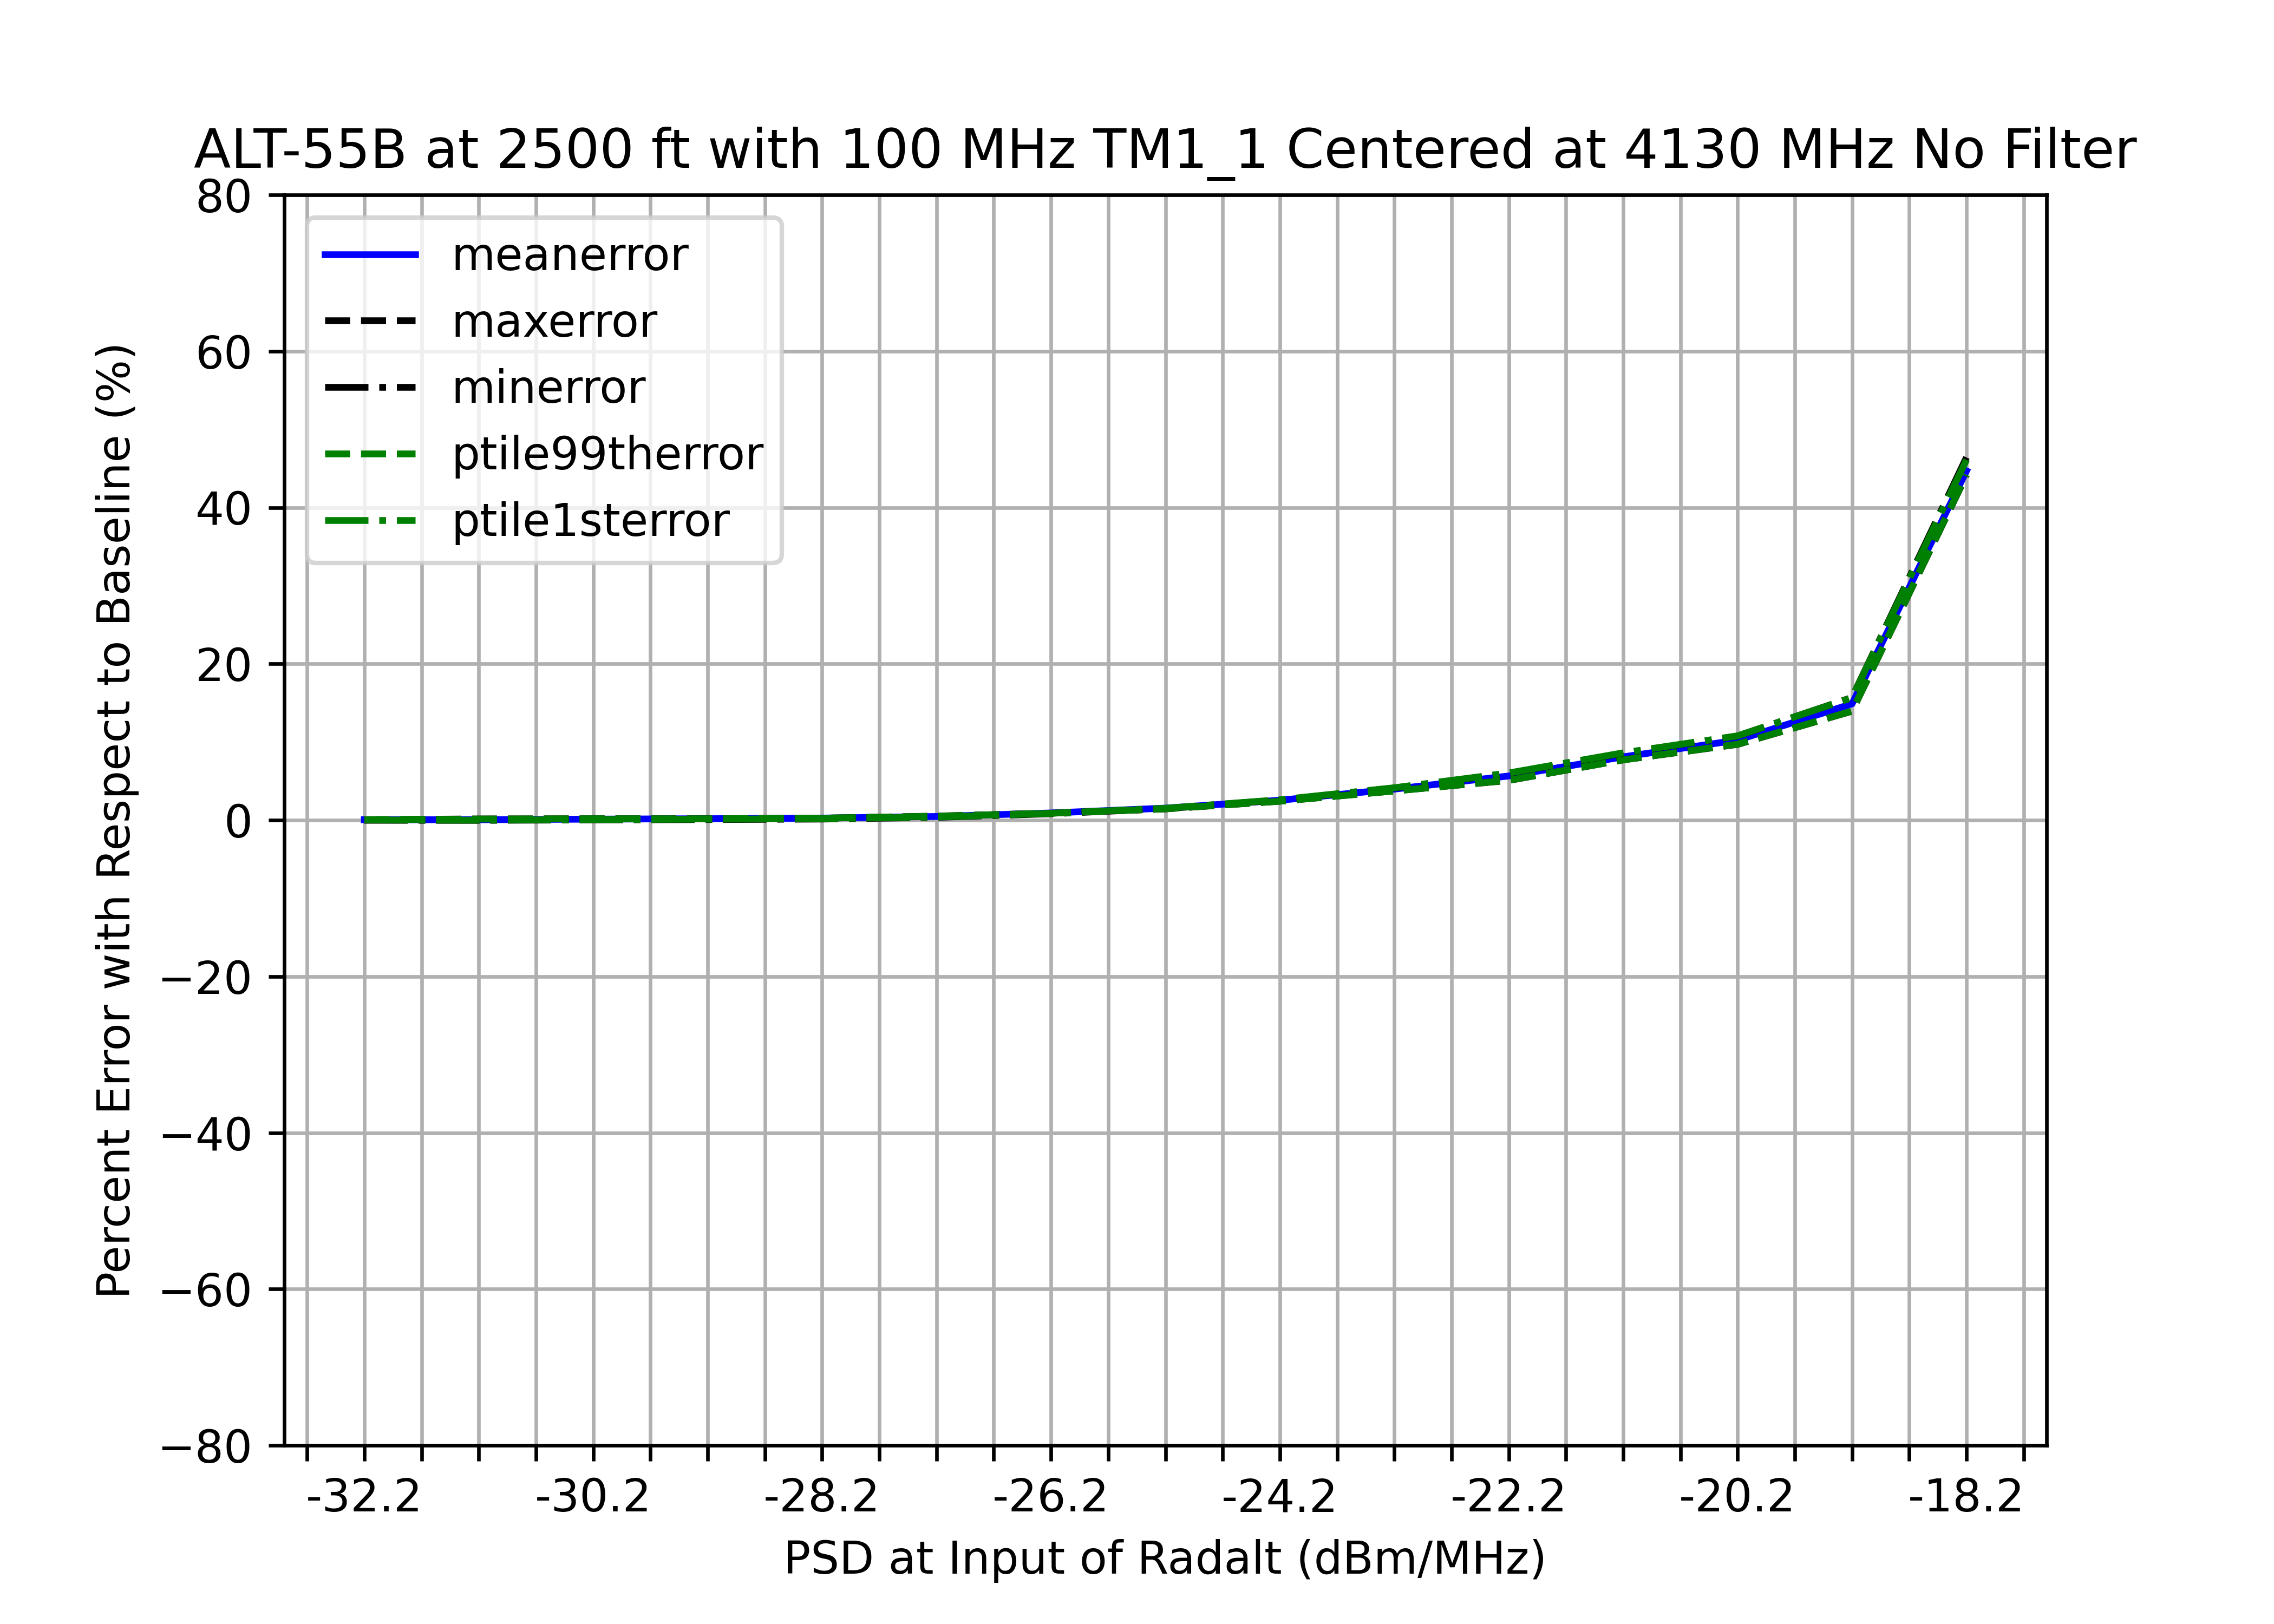 ALT-55B at 2500 ft with 100 MHz TM1_1 Centered at 4130 MHz No Filter
80
60
40
20
0
−20
−40
−60
−80
Percent Error with Respect to Baseline (%)
meanerror
maxerror
minerror
ptile99therror
ptile1sterror
-32.2
-30.2
-28.2
-26.2
-24.2
-22.2
-20.2
-18.2
PSD at Input of Radalt (dBm/MHz)